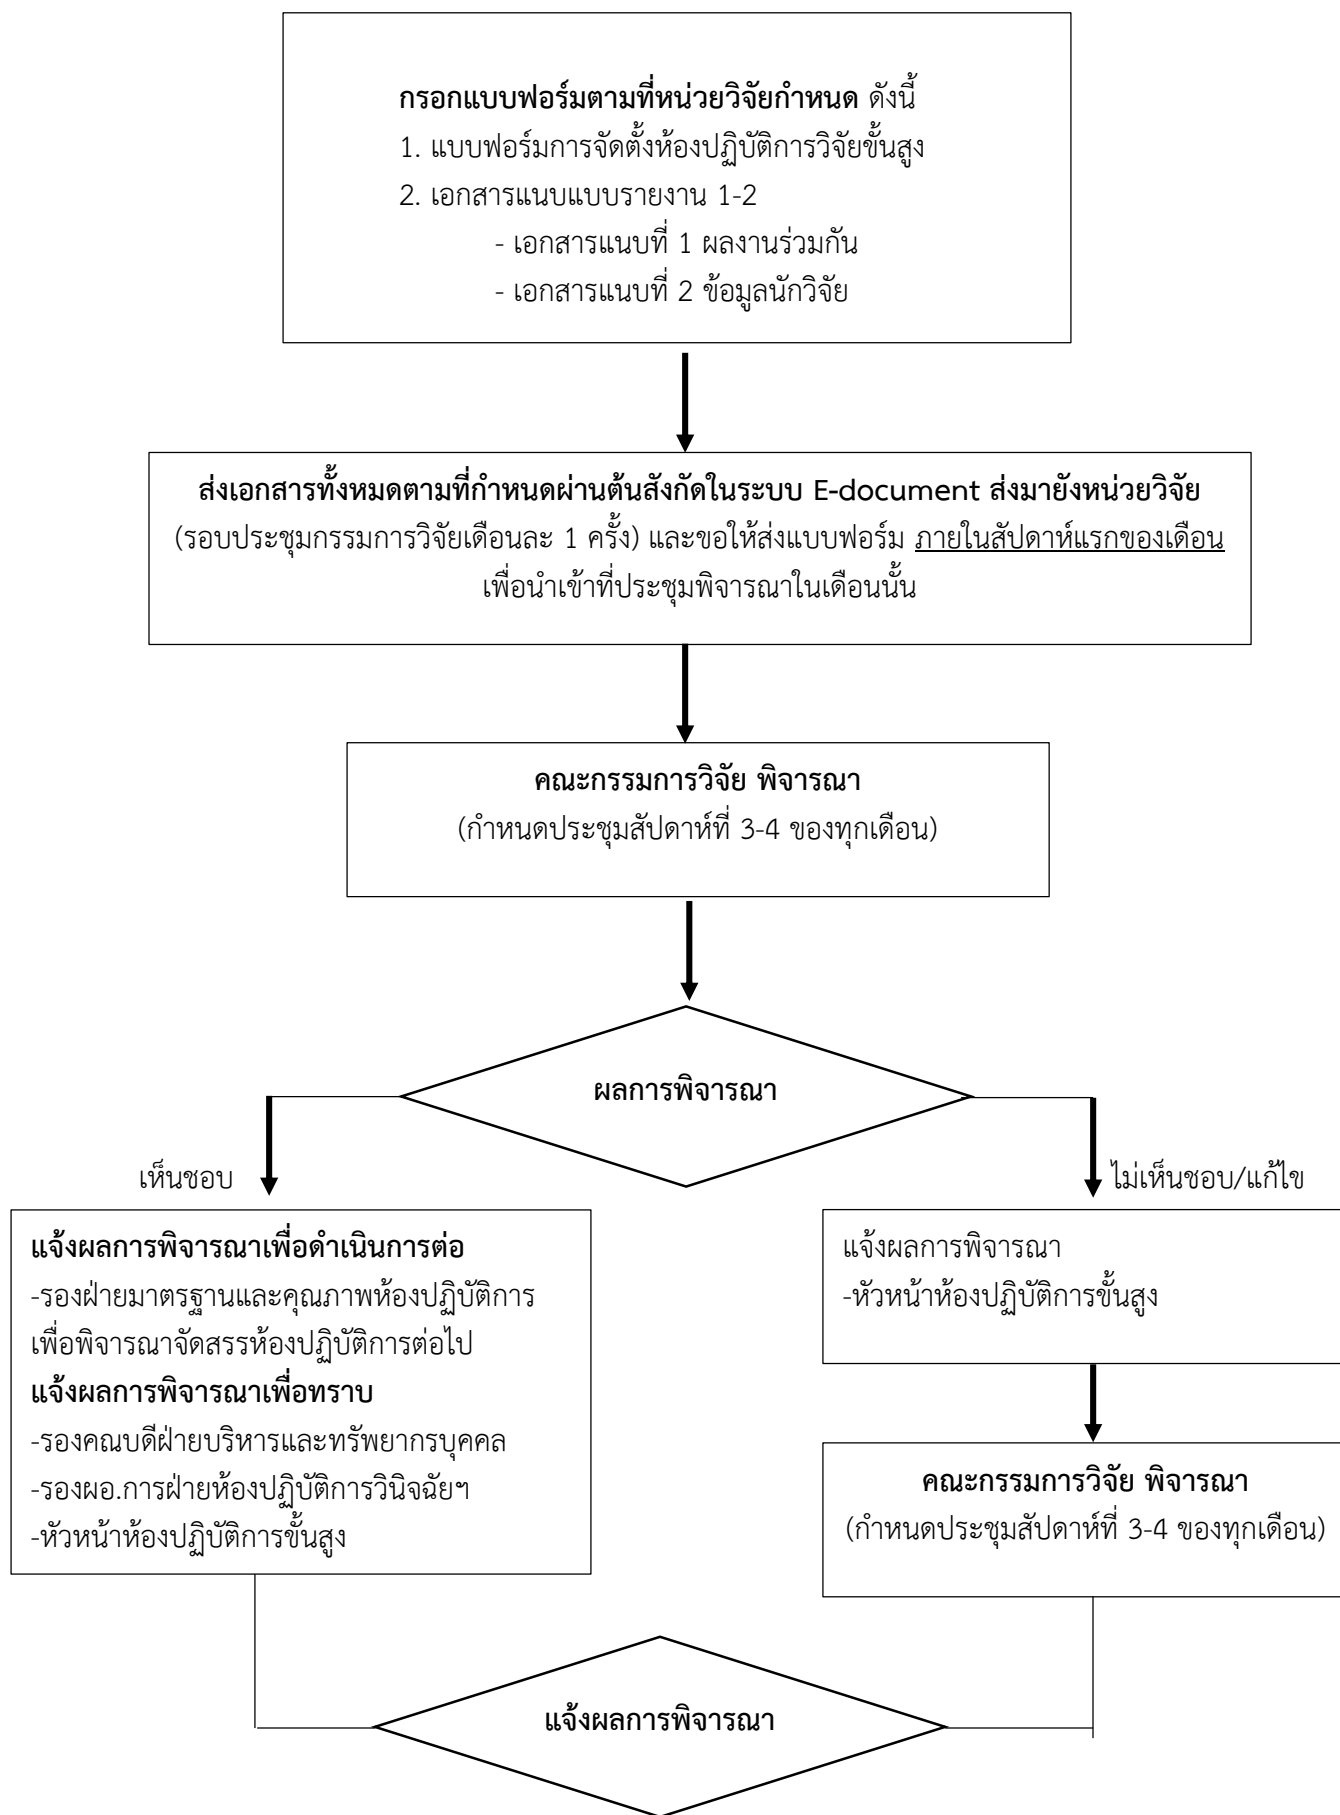 กรอกแบบฟอร์มตามที่หน่วยวิจัยกำหนด ดังนี้
1. แบบฟอร์มการจัดตั้งห้องปฏิบัติการวิจัยขั้นสูง
2. เอกสารแนบแบบรายงาน 1-2
- เอกสารแนบที่ 1 ผลงานร่วมกัน
- เอกสารแนบที่ 2 ข้อมูลนักวิจัย
ส่งเอกสารทั้งหมดตามที่กำหนดผ่านต้นสังกัดในระบบ E-document ส่งมายังหน่วยวิจัย
(รอบประชุมกรรมการวิจัยเดือนละ 1 ครั้ง) และขอให้ส่งแบบฟอร์ม ภายในสัปดาห์แรกของเดือน
เพื่อนำเข้าที่ประชุมพิจารณาในเดือนนั้น
คณะกรรมการวิจัย พิจารณา
(กำหนดประชุมสัปดาห์ที่ 3-4 ของทุกเดือน)
ผลการพิจารณา
เห็นชอบ
ไม่เห็นชอบ/แก้ไข
แจ้งผลการพิจารณาเพื่อดำเนินการต่อ
-รองฝ่ายมาตรฐานและคุณภาพห้องปฏิบัติการ
เพื่อพิจารณาจัดสรรห้องปฏิบัติการต่อไป
แจ้งผลการพิจารณาเพื่อทราบ
-รองคณบดีฝ่ายบริหารและทรัพยากรบุคคล
-รองผอ.การฝ่ายห้องปฏิบัติการวินิจฉัยฯ
-หัวหน้าห้องปฏิบัติการขั้นสูง
แจ้งผลการพิจารณา
-หัวหน้าห้องปฏิบัติการขั้นสูง
คณะกรรมการวิจัย พิจารณา
(กำหนดประชุมสัปดาห์ที่ 3-4 ของทุกเดือน)
แจ้งผลการพิจารณา